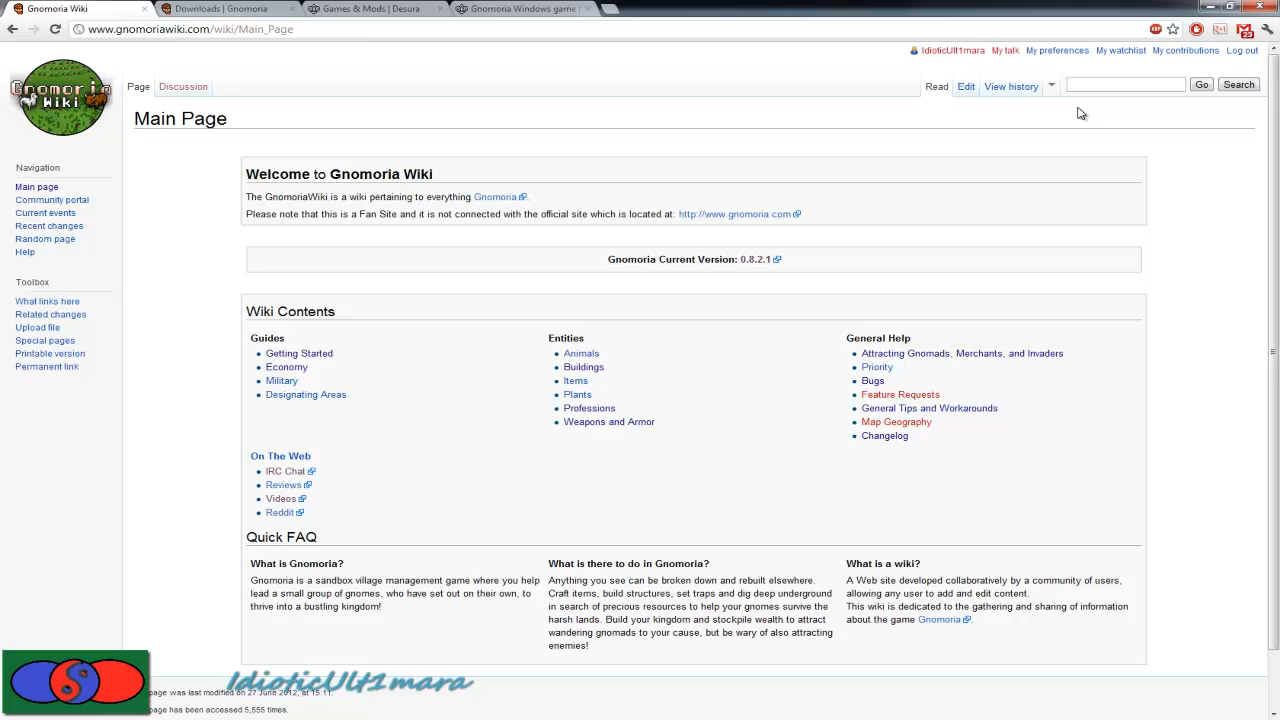 Gnomoria Wiki
Downloads | Gnomoria
Games & Mods | Desura
Gnomoria Windows game
www.gnomoriawiki.com/wiki/Main_Page
23
IdioticUlt1mara My talk My preferences My watchlist My contributions Log out
Gnomoria
Wiki
Page Discussion Read Edit View history Go Search
Main Page
Navigation
Main page
Community portal
Current events
Recent changes
Random page
Help
Toolbox
What links here
Related changes
Upload file
Special pages
Printable version
Permanent link
Welcome to Gnomoria Wiki
The GnomoriaWiki is a wiki pertaining to everything Gnomoria.
Please note that this is a Fan Site and it is not connected with the official site which is located at: http://www.gnomoria.com
Gnomoria Current Version: 0.8.2.1
Wiki Contents
Guides
Getting Started
Economy
Military
Designating Areas
Entities
Animals
Buildings
Items
Plants
Professions
Weapons and Armor
General Help
Attracting Gnomads, Merchants, and Invaders
Priority
Bugs
Feature Requests
General Tips and Workarounds
Map Geography
Changelog
On The Web
IRC Chat
Reviews
Videos
Reddit
Quick FAQ
What is Gnomoria?
Gnomoria is a sandbox village management game where you help
lead a small group of gnomes, who have set out on their own, to
thrive into a bustling kingdom!
What is there to do in Gnomoria?
Anything you see can be broken down and rebuilt elsewhere.
Craft items, build structures, set traps and dig deep underground
in search of precious resources to help your gnomes survive the
harsh lands. Build your kingdom and stockpile wealth to attract
wandering gnomads to your cause, but be wary of also attracting
enemies!
What is a wiki?
A Web site developed collaboratively by a community of users,
allowing any user to add and edit content.
This wiki is dedicated to the gathering and sharing of information
about the game Gnomoria.
S
IdioticUlt1mara
page was last modified on 27 June 2012, at 15:11.
page has been accessed 5,555 times.